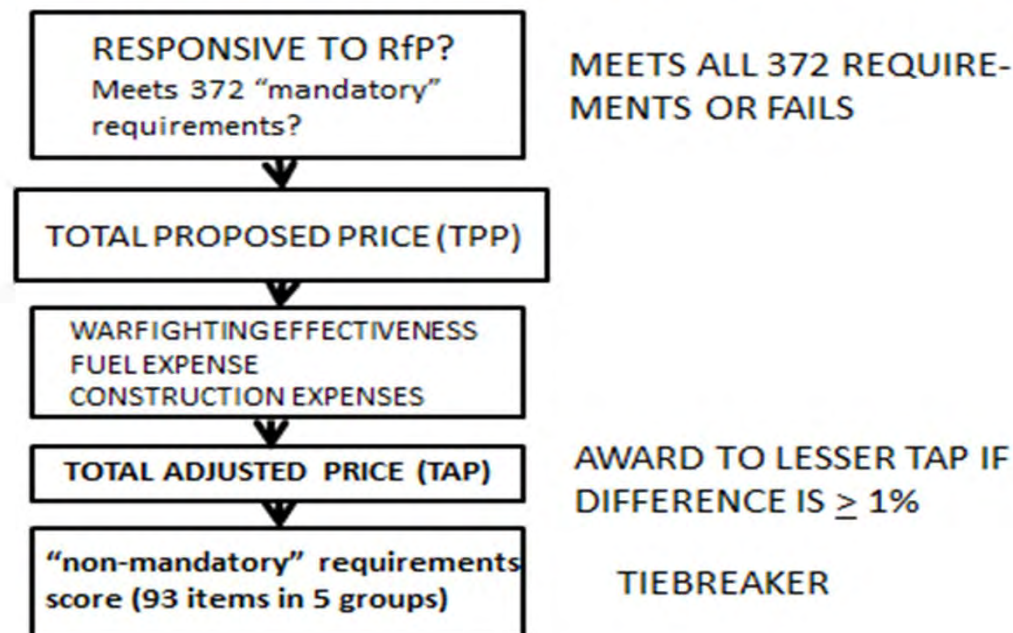 RESPONSIVE TO RfP?
Meets 372 “mandatory”
requirements?
MEETS ALL 372 REQUIRE-
MENTS OR FAILS
TOTAL PROPOSED PRICE (TPP)
WARFIGHTING EFFECTIVENESS
FUEL EXPENSE
CONSTRUCTION EXPENSES
TOTAL ADJUSTED PRICE (TAP)
AWARD TO LESSER TAP IF
DIFFERENCE IS ≥ 1%
“non-mandatory” requirements
score (93 items in 5 groups)
TIEBREAKER